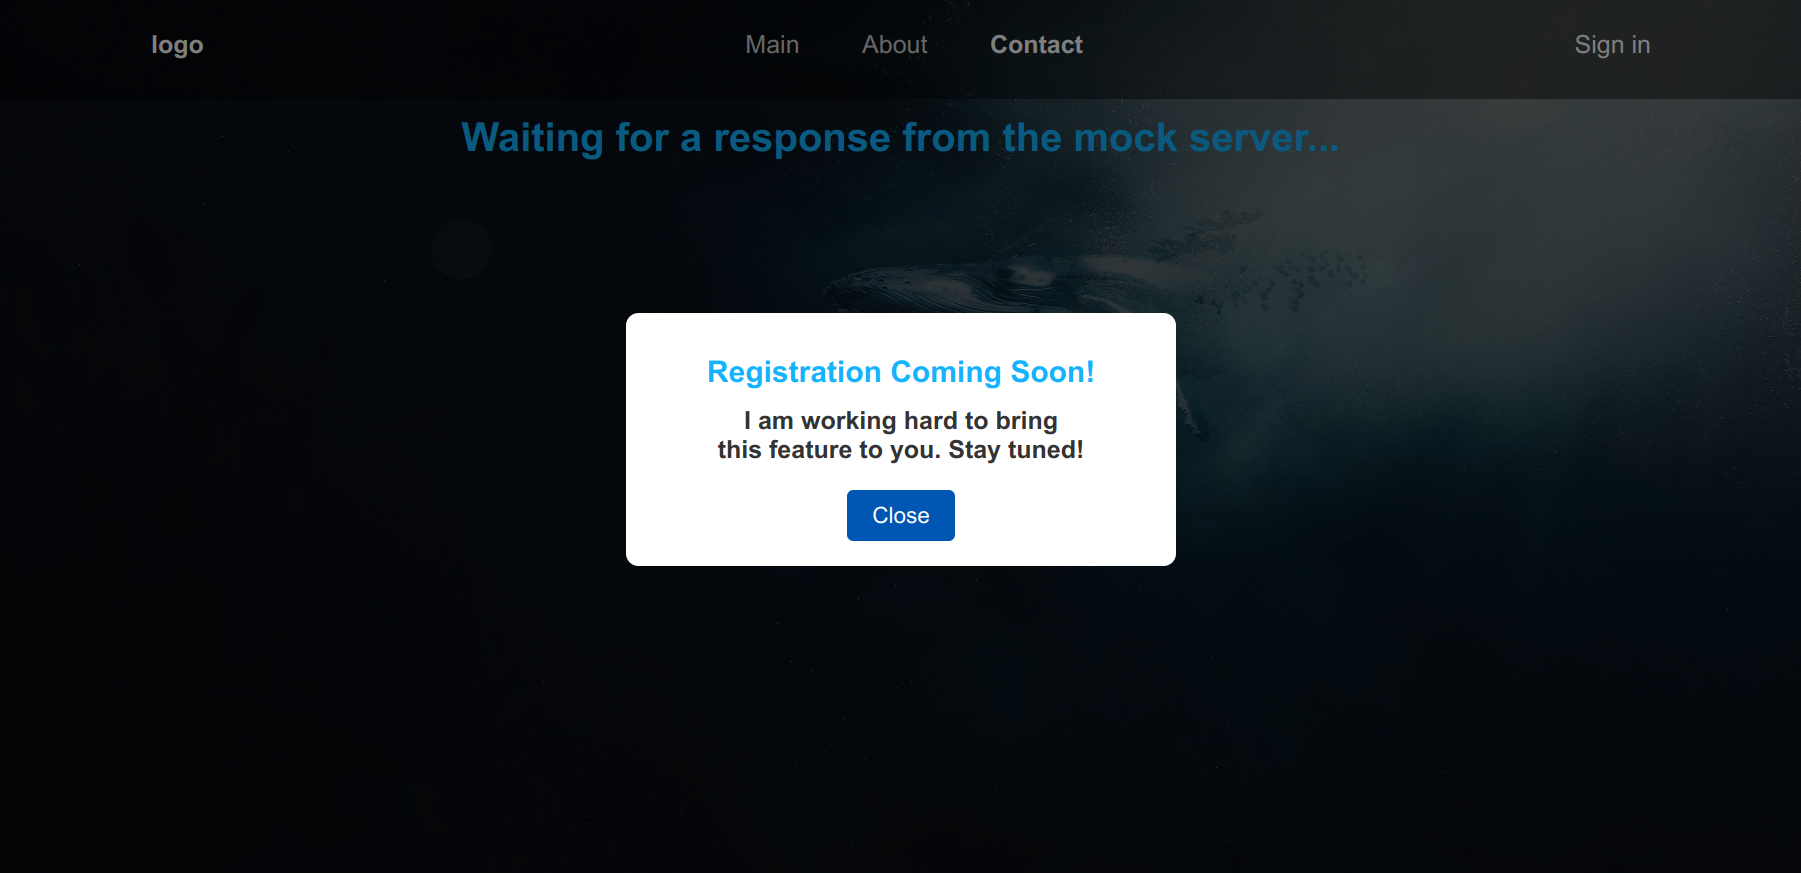 logo
Main
About
Contact
Sign in
Waiting for a response from the mock server...
Registration Coming Soon!
I am working hard to bring
this feature to you. Stay tuned!
Close